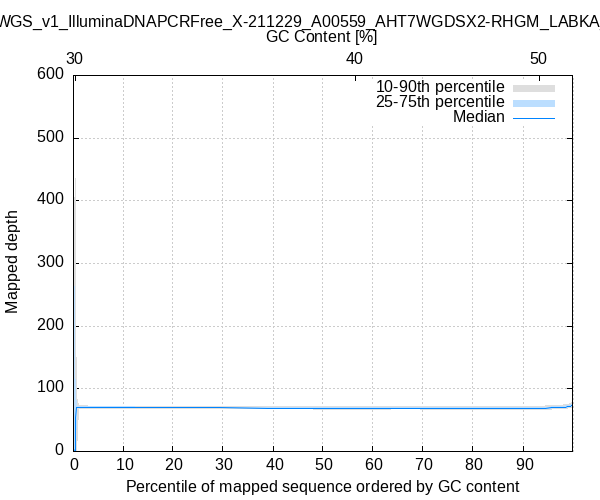 WGS_v1_IlluminaDNAPCRFree_X-211229_A00559_AHT7WGDSX2-RHGM_LABKA_
GC Content [%]
30 40 50
600
500
400
300
200
100
0
10-90th percentile
25-75th percentile
Median
Mapped depth
0 10 20 30 40 50 60 70 80 90
Percentile of mapped sequence ordered by GC content